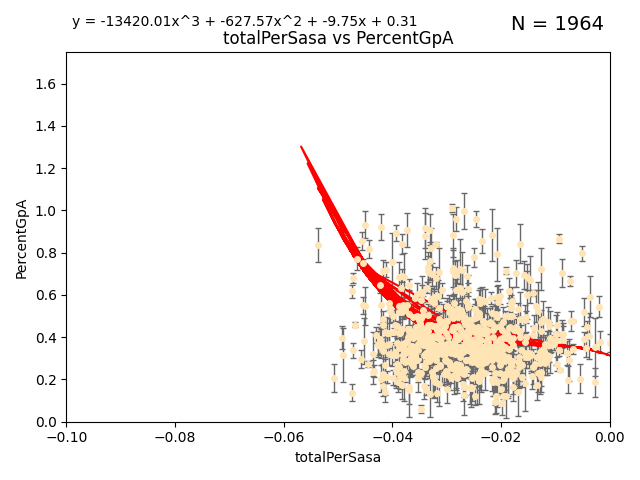 y = -13420.01x^3 + -627.57x^2 + -9.75x + 0.31
N = 1964
totalPerSasa vs PercentGpA
1.6
1.4
1.2
1.0
0.8
0.6
0.4
0.2
0.0
PercentGpA
−0.10 −0.08 −0.06 −0.04 −0.02 0.00
totalPerSasa